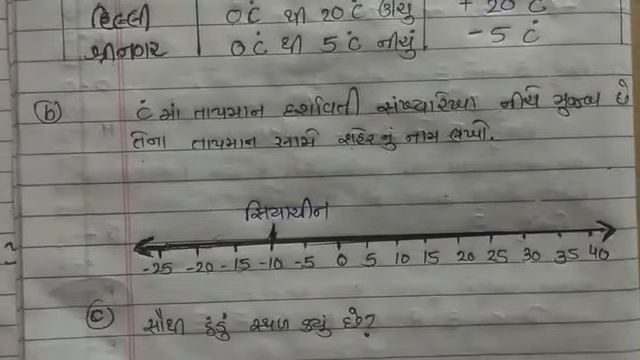 દિલ્લી 0°C થી 20°C ઉંચુ + 20°C
શ્રીનગર 0°C થી 5°C નીચું - 5°C
(b) °C માં તાપમાન દર્શાવતી સંખ્યારેખા નીચે મુજબ છે
તેના તાપમાન સામે શહેરનું નામ લખો.
સિયાચીન
-25 -20 -15 -10 -5 0 5 10 15 20 25 30 35 40
(c) સૌથી ઠંડું સ્થળ કયું છે?